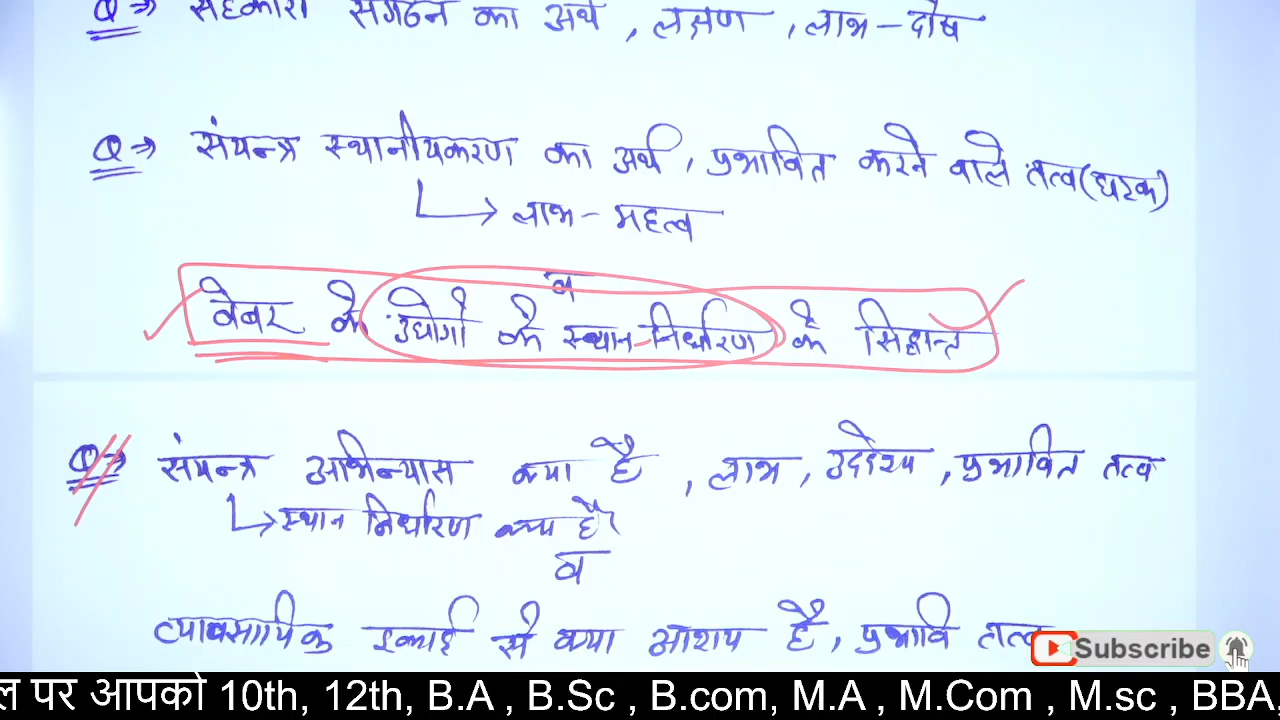 Q⇒ सहकारी संगठन का अर्थ, लक्षण, लाभ-दोष
Q⇒ संयन्त्र स्थानीयकरण का अर्थ, प्रभावित करने वाले तत्व(घटक)
↳ लाभ-महत्व
व
वेबर के उद्योगों के स्थान-निर्धारण के सिद्धान्त
Q⇒ संयन्त्र अभिन्यास क्या है, लाभ, उद्देश्य, प्रभावित तत्व
↳ स्थान निर्धारण क्या है?
व
व्यावसायिक इकाई से क्या आशय है, प्रभावि तत्व
Subscribe
ल पर आपको 10th, 12th, B.A , B.Sc , B.com, M.A , M.Com , M.sc , BBA,